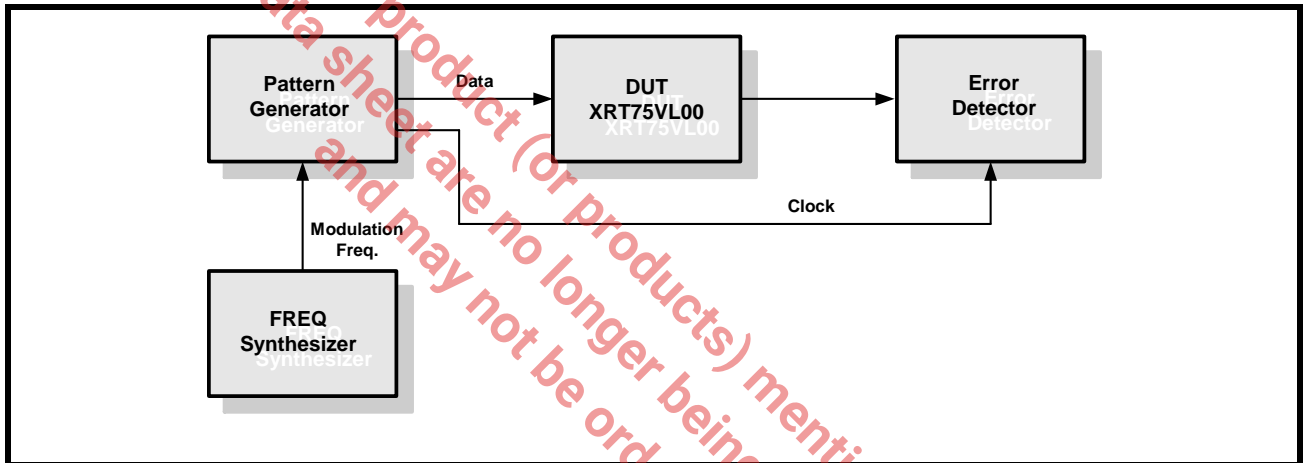 Pattern
Generator
Data
DUT
XRT75VL00
Error
Detector
Clock
Modulation
Freq.
FREQ
Synthesizer
product (or products) menti
ata sheet are no longer being
and may not be ord